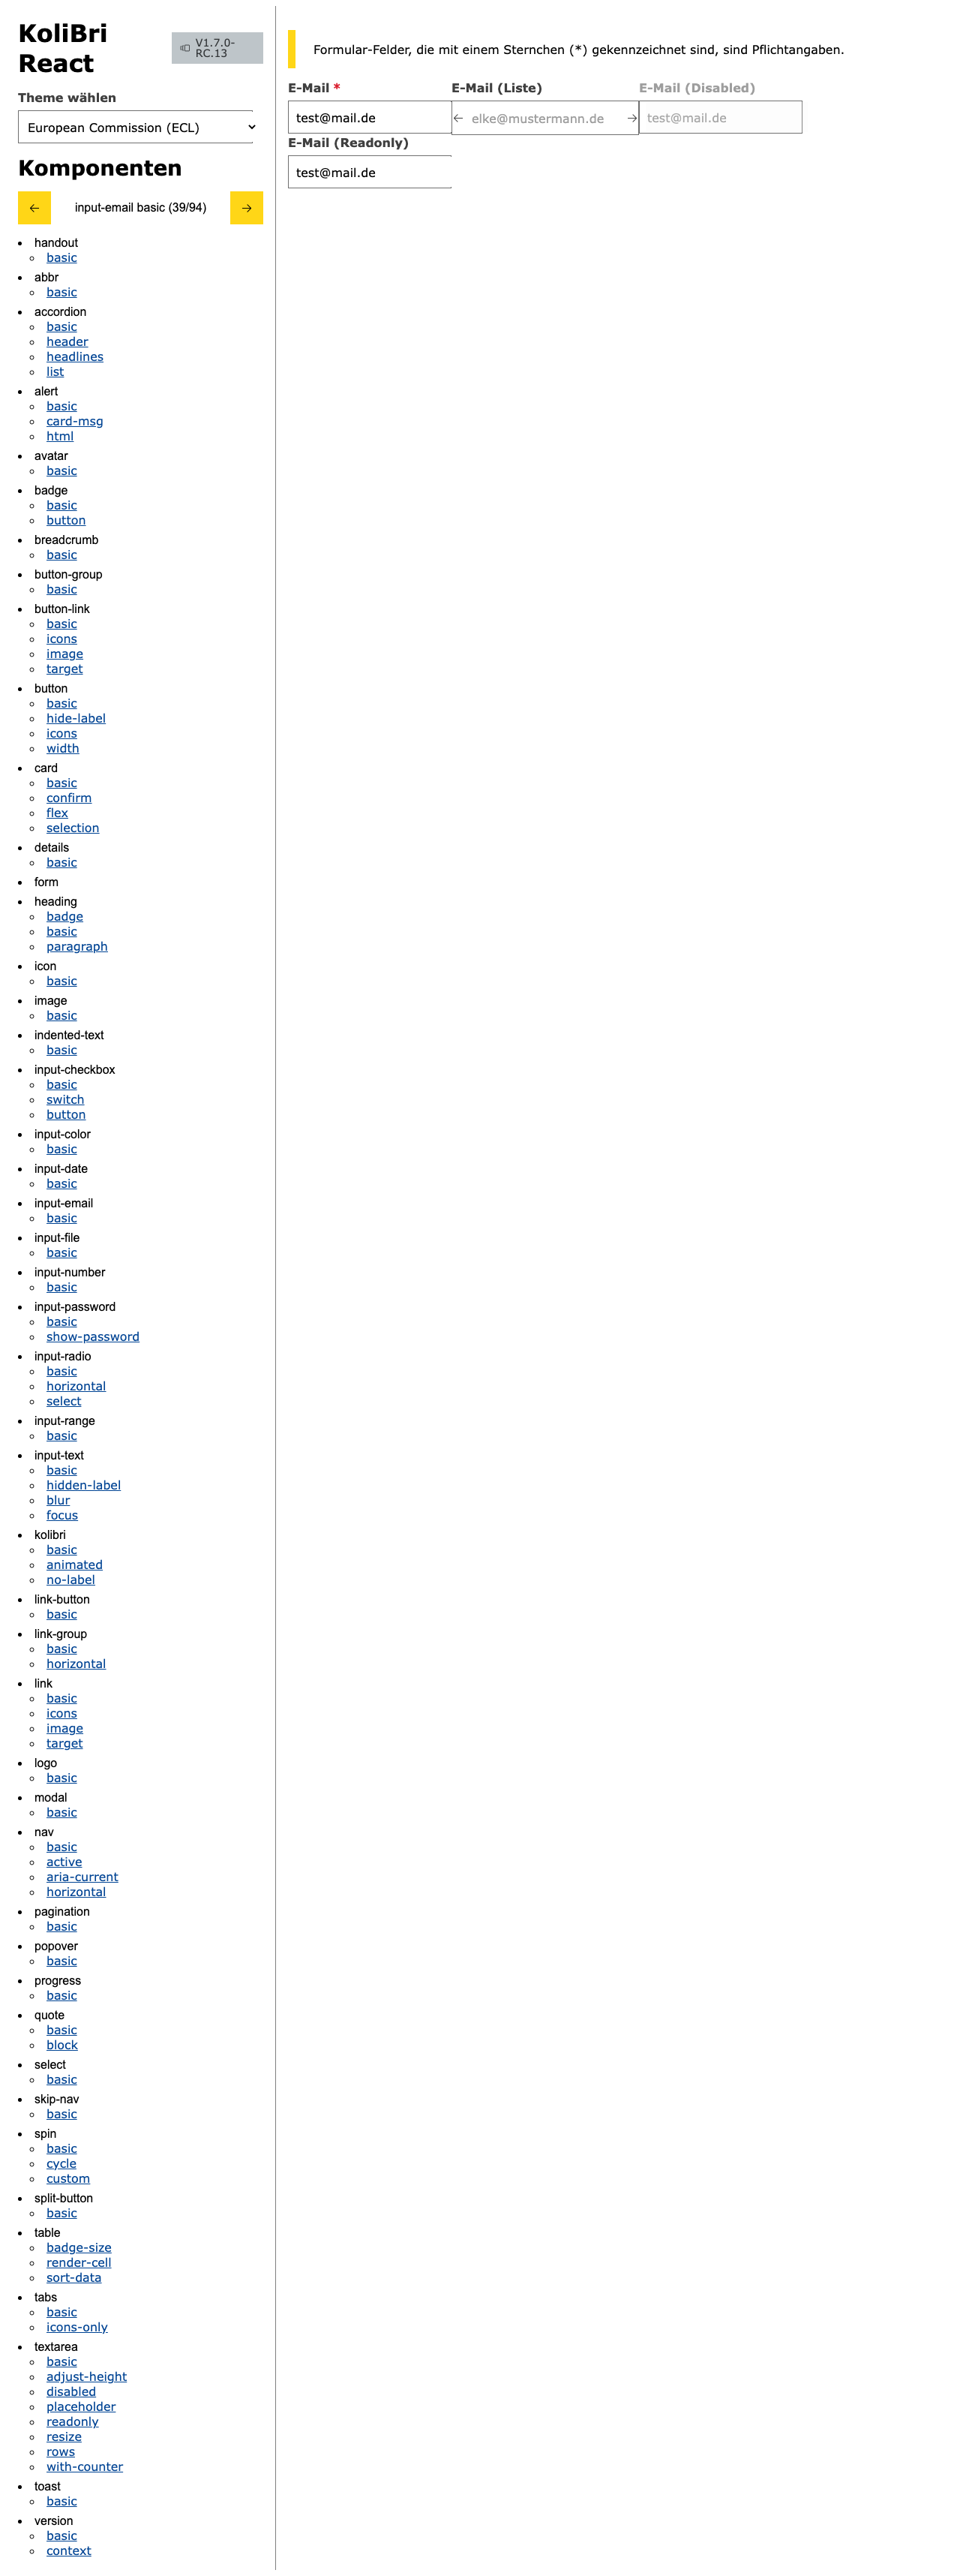 KoliBri
React
V1.7.0-
RC.13
Theme wählen
European Commission (ECL)
Komponenten
← input-email basic (39/94) →
handout
basic
abbr
basic
accordion
basic
header
headlines
list
alert
basic
card-msg
html
avatar
basic
badge
basic
button
breadcrumb
basic
button-group
basic
button-link
basic
icons
image
target
button
basic
hide-label
icons
width
card
basic
confirm
flex
selection
details
basic
form
heading
badge
basic
paragraph
icon
basic
image
basic
indented-text
basic
input-checkbox
basic
switch
button
input-color
basic
input-date
basic
input-email
basic
input-file
basic
input-number
basic
input-password
basic
show-password
input-radio
basic
horizontal
select
input-range
basic
input-text
basic
hidden-label
blur
focus
kolibri
basic
animated
no-label
link-button
basic
link-group
basic
horizontal
link
basic
icons
image
target
logo
basic
modal
basic
nav
basic
active
aria-current
horizontal
pagination
basic
popover
basic
progress
basic
quote
basic
block
select
basic
skip-nav
basic
spin
basic
cycle
custom
split-button
basic
table
badge-size
render-cell
sort-data
tabs
basic
icons-only
textarea
basic
adjust-height
disabled
placeholder
readonly
resize
rows
with-counter
toast
basic
version
basic
context
Formular-Felder, die mit einem Sternchen (*) gekennzeichnet sind, sind Pflichtangaben.
E-Mail *
test@mail.de
E-Mail (Liste)
← elke@mustermann.de →
E-Mail (Disabled)
test@mail.de
E-Mail (Readonly)
test@mail.de